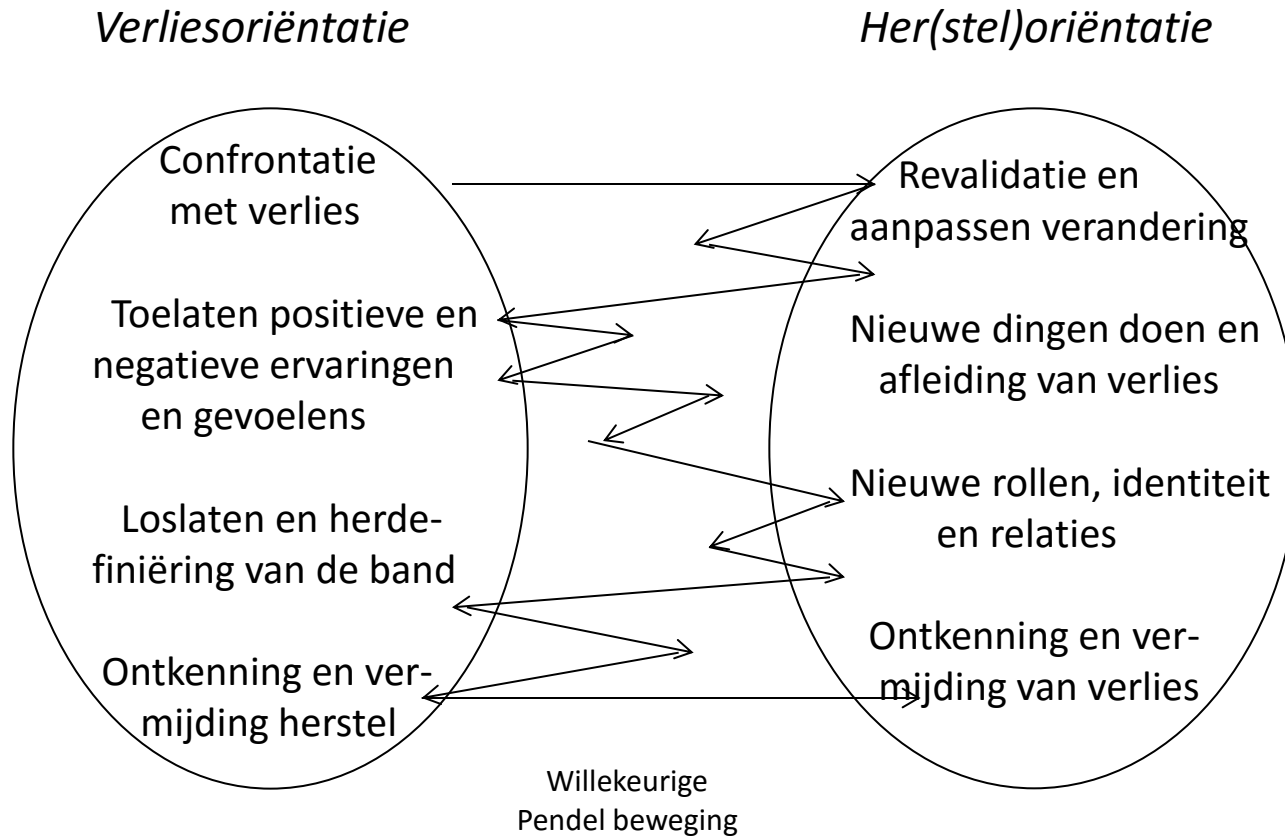 Verliesoriëntatie
Her(stel)oriëntatie
Confrontatie
met verlies
Toelaten positieve en
negatieve ervaringen
en gevoelens
Loslaten en herde-
finiëring van de band
Ontkenning en ver-
mijding herstel
Revalidatie en
aanpassen verandering
Nieuwe dingen doen en
afleiding van verlies
Nieuwe rollen, identiteit
en relaties
Ontkenning en ver-
mijding van verlies
Willekeurige
Pendel beweging